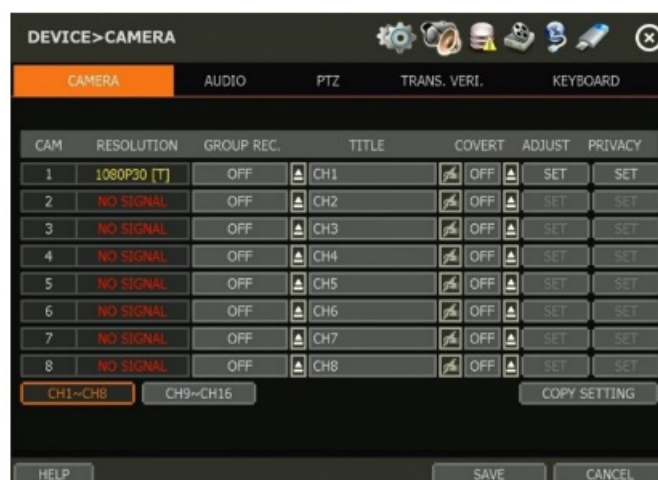 DEVICE>CAMERA
CAMERA AUDIO PTZ TRANS. VERI. KEYBOARD
CAM RESOLUTION GROUP REC. TITLE COVERT ADJUST PRIVACY
1 1080P30 [T] OFF CH1 OFF SET SET
2 NO SIGNAL OFF CH2 OFF SET SET
3 NO SIGNAL OFF CH3 OFF SET SET
4 NO SIGNAL OFF CH4 OFF SET SET
5 NO SIGNAL OFF CH5 OFF SET SET
6 NO SIGNAL OFF CH6 OFF SET SET
7 NO SIGNAL OFF CH7 OFF SET SET
8 NO SIGNAL OFF CH8 OFF SET SET
CH1~CH8 CH9~CH16 COPY SETTING
HELP SAVE CANCEL